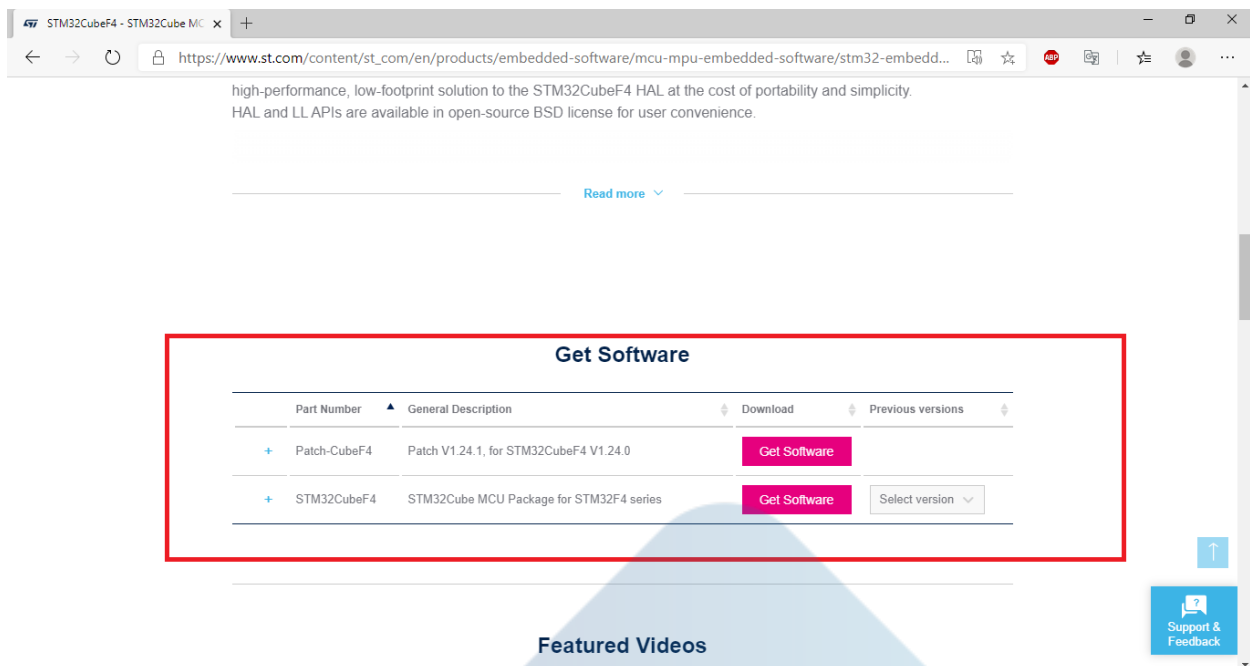 STM32CubeF4 - STM32Cube MC
https://www.st.com/content/st_com/en/products/embedded-software/mcu-mpu-embedded-software/stm32-embedd...
ABP
high-performance, low-footprint solution to the STM32CubeF4 HAL at the cost of portability and simplicity.
HAL and LL APIs are available in open-source BSD license for user convenience.
Read more
Get Software
Part Number General Description Download Previous versions
+ Patch-CubeF4 Patch V1.24.1, for STM32CubeF4 V1.24.0 Get Software
+ STM32CubeF4 STM32Cube MCU Package for STM32F4 series Get Software Select version
?
Support &
Feedback
Featured Videos